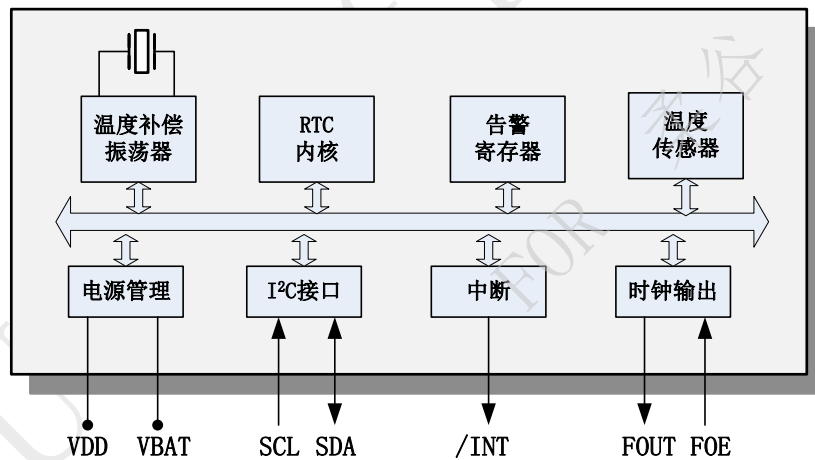 温度补偿
振荡器
RTC
内核
告警
寄存器
温度
传感器
电源管理
I²C接口
中断
时钟输出
VDD VBAT SCL SDA /INT FOUT FOE
FOR